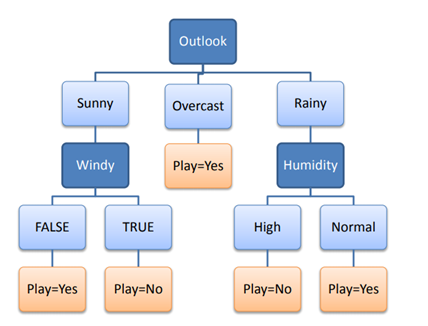 Outlook
Sunny
Overcast
Rainy
Windy
Play=Yes
Humidity
FALSE
TRUE
High
Normal
Play=Yes
Play=No
Play=No
Play=Yes